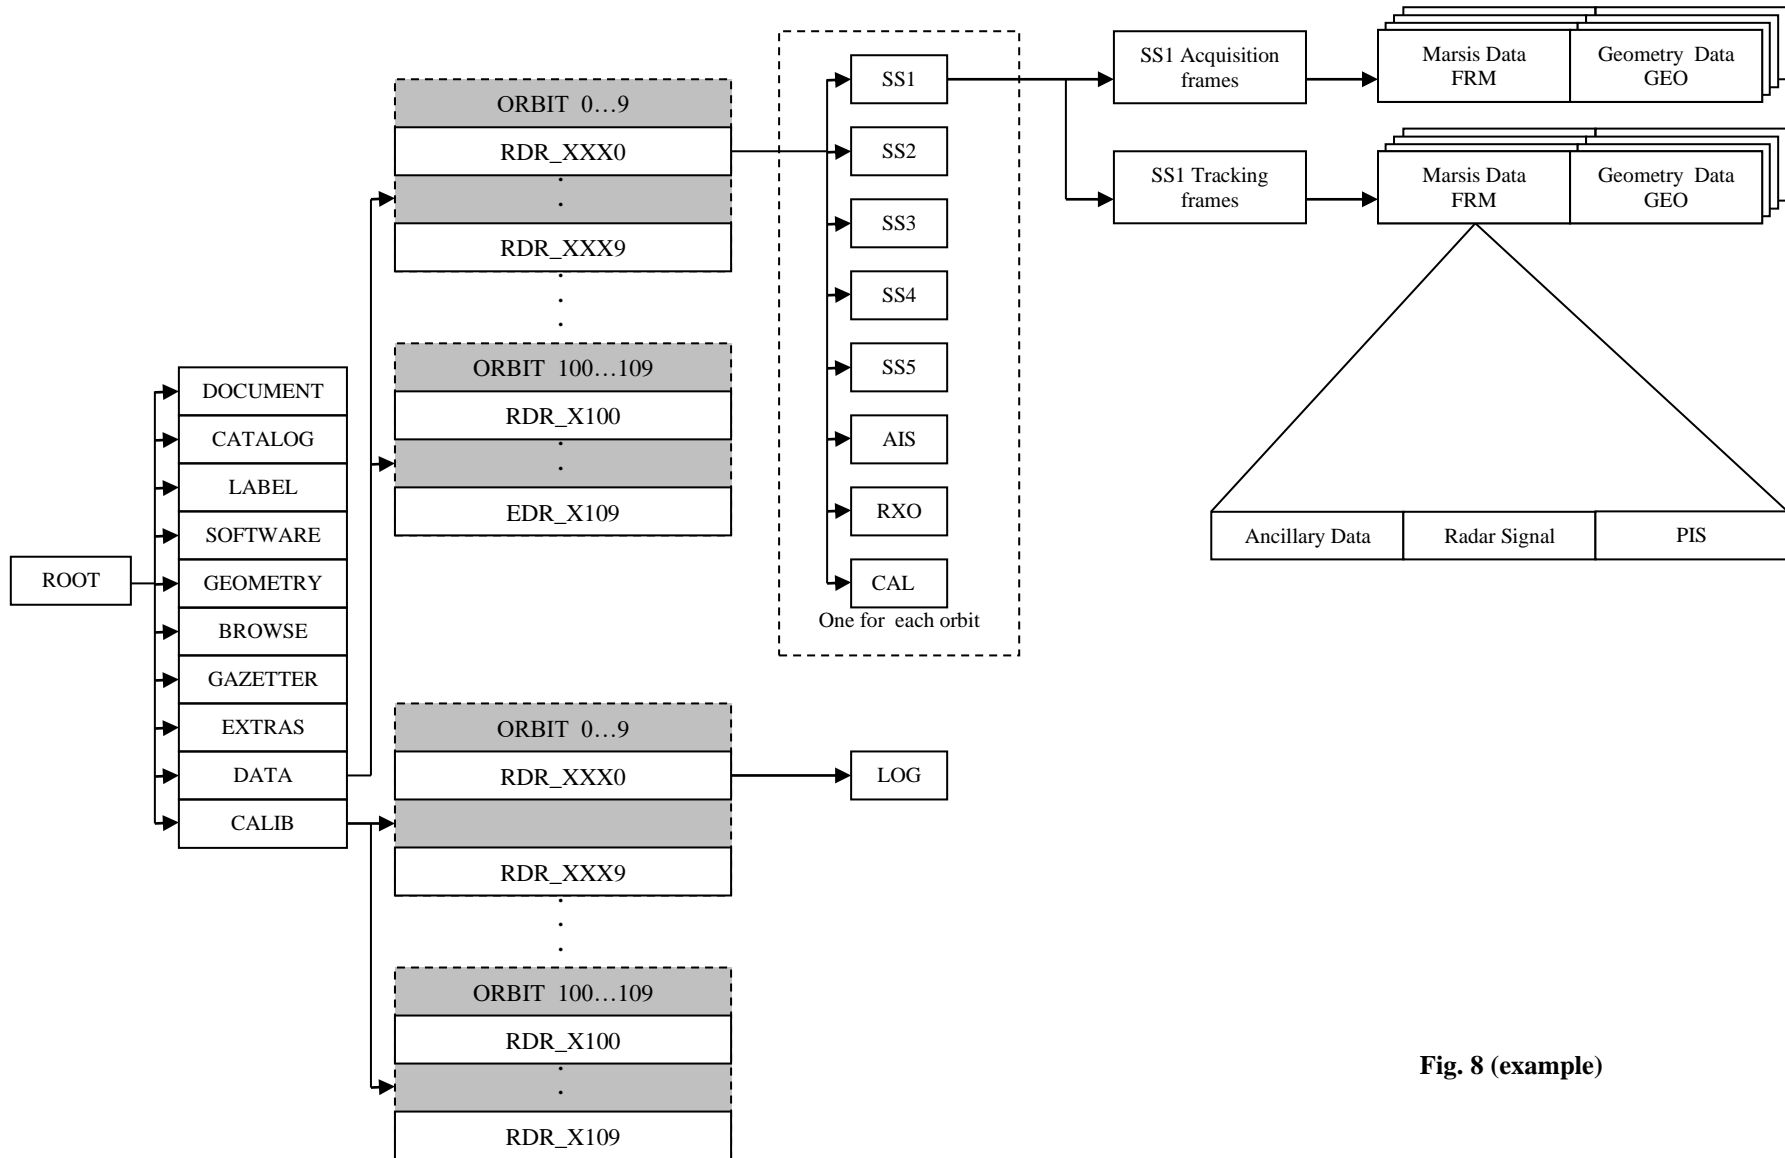 ROOT
DOCUMENT
CATALOG
LABEL
SOFTWARE
GEOMETRY
BROWSE
GAZETTER
EXTRAS
DATA
CALIB
ORBIT 0…9
RDR_XXX0
RDR_XXX9
ORBIT 100…109
RDR_X100
EDR_X109
ORBIT 0…9
RDR_XXX0
RDR_XXX9
ORBIT 100…109
RDR_X100
RDR_X109
SS1
SS2
SS3
SS4
SS5
AIS
RXO
CAL
One for each orbit
LOG
SS1 Acquisition
frames
SS1 Tracking
frames
Marsis Data
FRM
Geometry Data
GEO
Marsis Data
FRM
Geometry Data
GEO
Ancillary Data
Radar Signal
PIS
Fig. 8 (example)